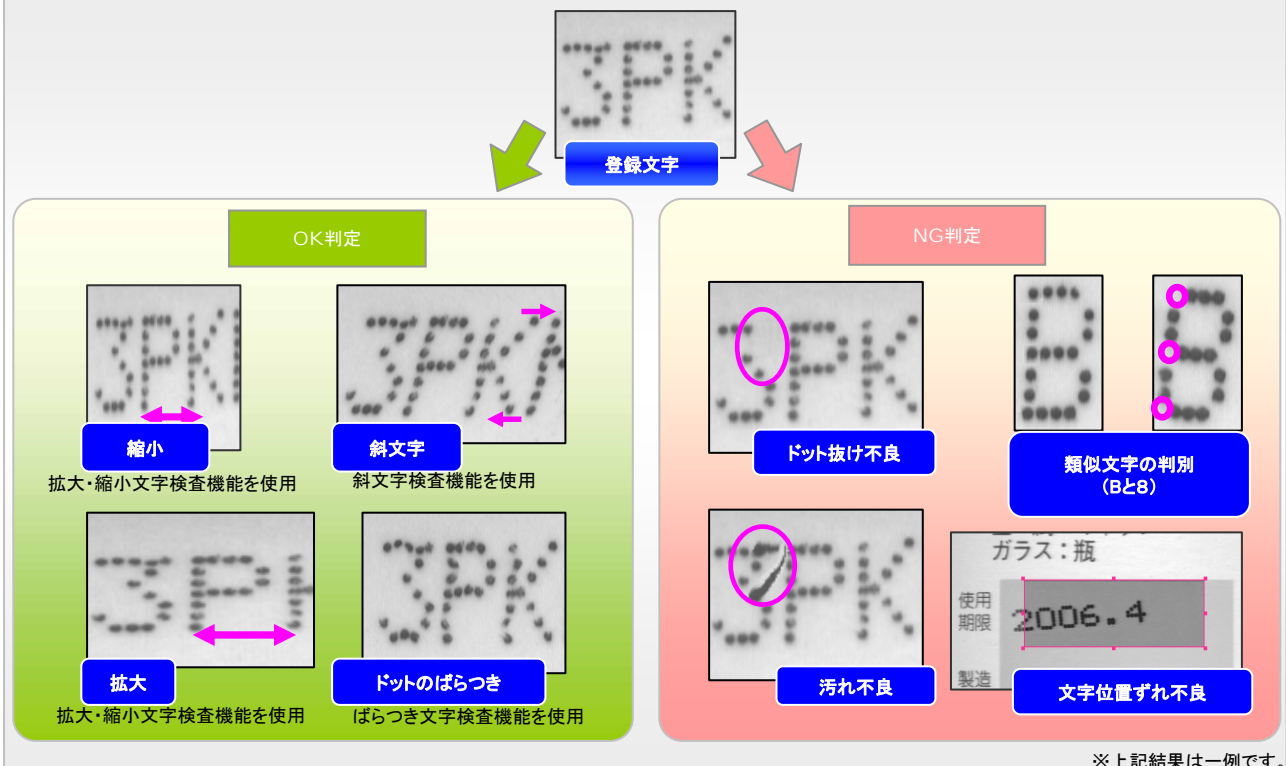 3PK
登録文字
OK判定
3PK
縮小
拡大・縮小文字検査機能を使用
3PK
斜文字
斜文字検査機能を使用
3P
拡大
拡大・縮小文字検査機能を使用
3PK
ドットのばらつき
ばらつき文字検査機能を使用
NG判定
3PK
ドット抜け不良
B 8
類似文字の判別
(Bと8)
3PK
汚れ不良
ガラス：瓶
使用
期限
2006.4
製造
文字位置ずれ不良
※上記結果は一例です。